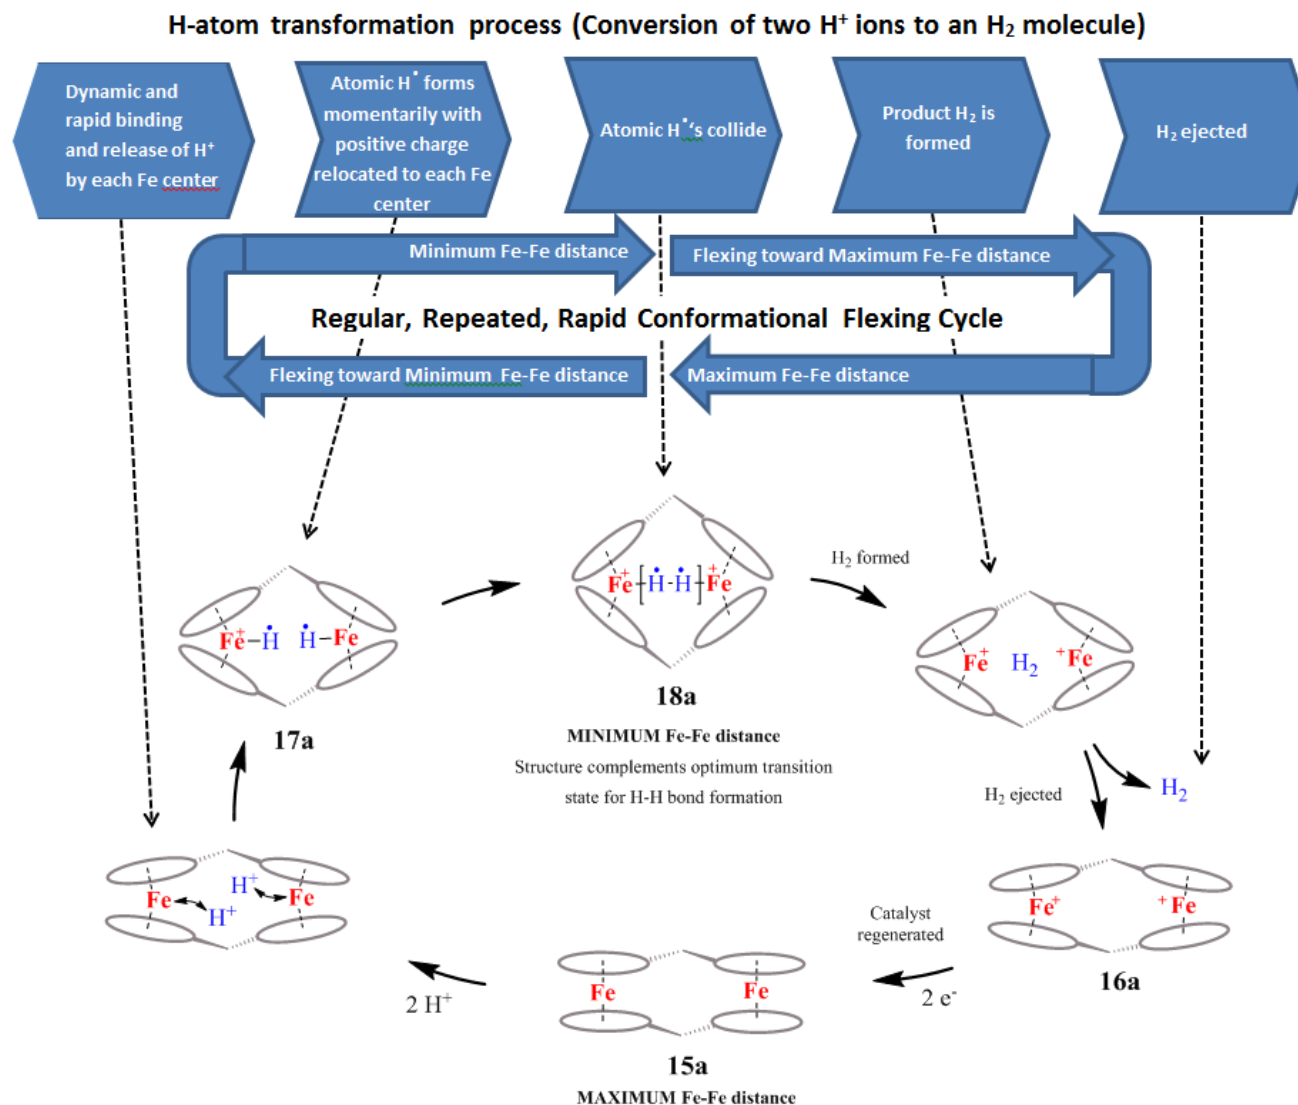 H-atom transformation process (Conversion of two H⁺ ions to an H₂ molecule)
Dynamic and
rapid binding
and release of H⁺
by each Fe center
Atomic H• forms
momentarily with
positive charge
relocated to each Fe
center
Atomic H•'s collide
Product H₂ is
formed
H₂ ejected
Minimum Fe-Fe distance
Flexing toward Maximum Fe-Fe distance
Regular, Repeated, Rapid Conformational Flexing Cycle
Flexing toward Minimum Fe-Fe distance
Maximum Fe-Fe distance
Fe⁺–Ḣ Ḣ–Fe
17a
Fe⁺–[Ḣ-Ḣ]–⁺Fe
18a
MINIMUM Fe-Fe distance
Structure complements optimum transition
state for H-H bond formation
H₂ formed
Fe⁺ H₂ ⁺Fe
H₂ ejected
H₂
Fe H⁺ H⁺ Fe
2 H⁺
Fe Fe
15a
MAXIMUM Fe-Fe distance
Catalyst
regenerated
2 e⁻
Fe⁺ ⁺Fe
16a